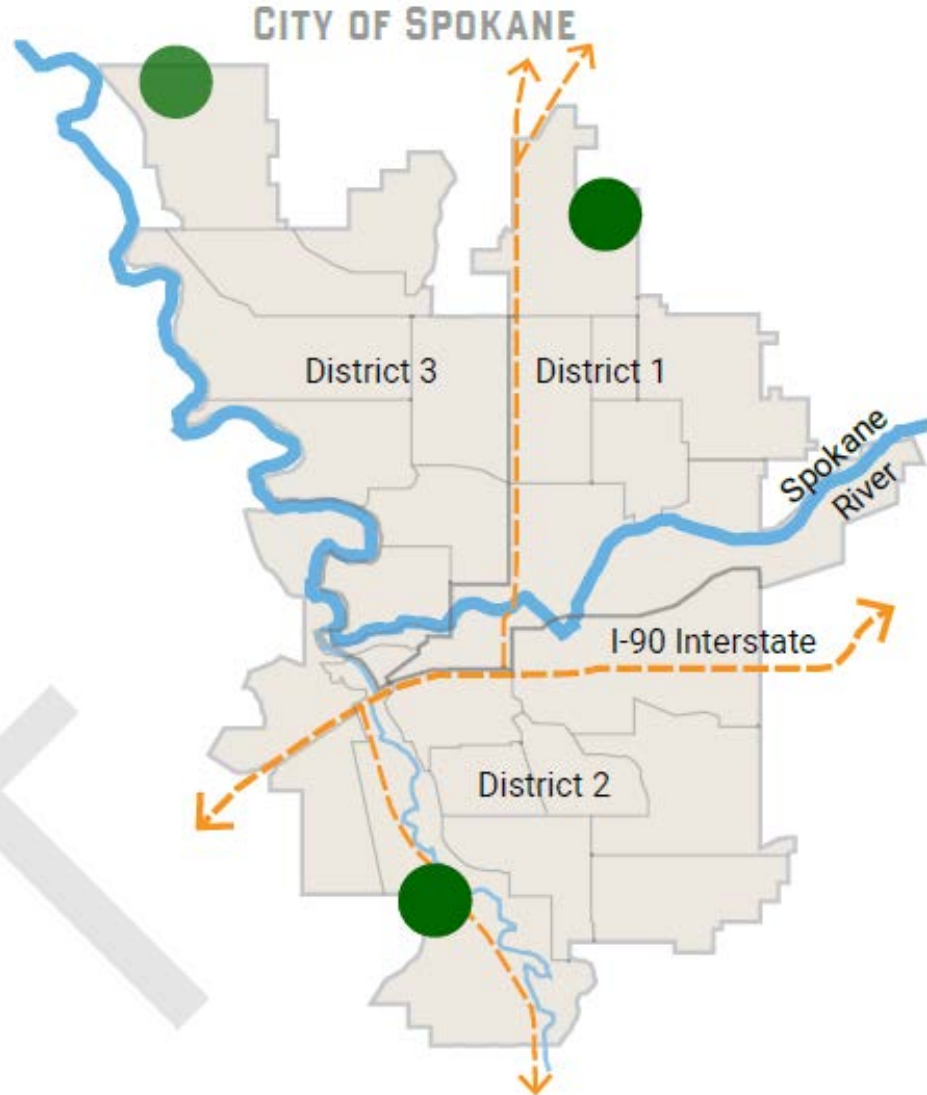 CITY OF SPOKANE
District 3
District 1
Spokane
River
I-90 Interstate
District 2